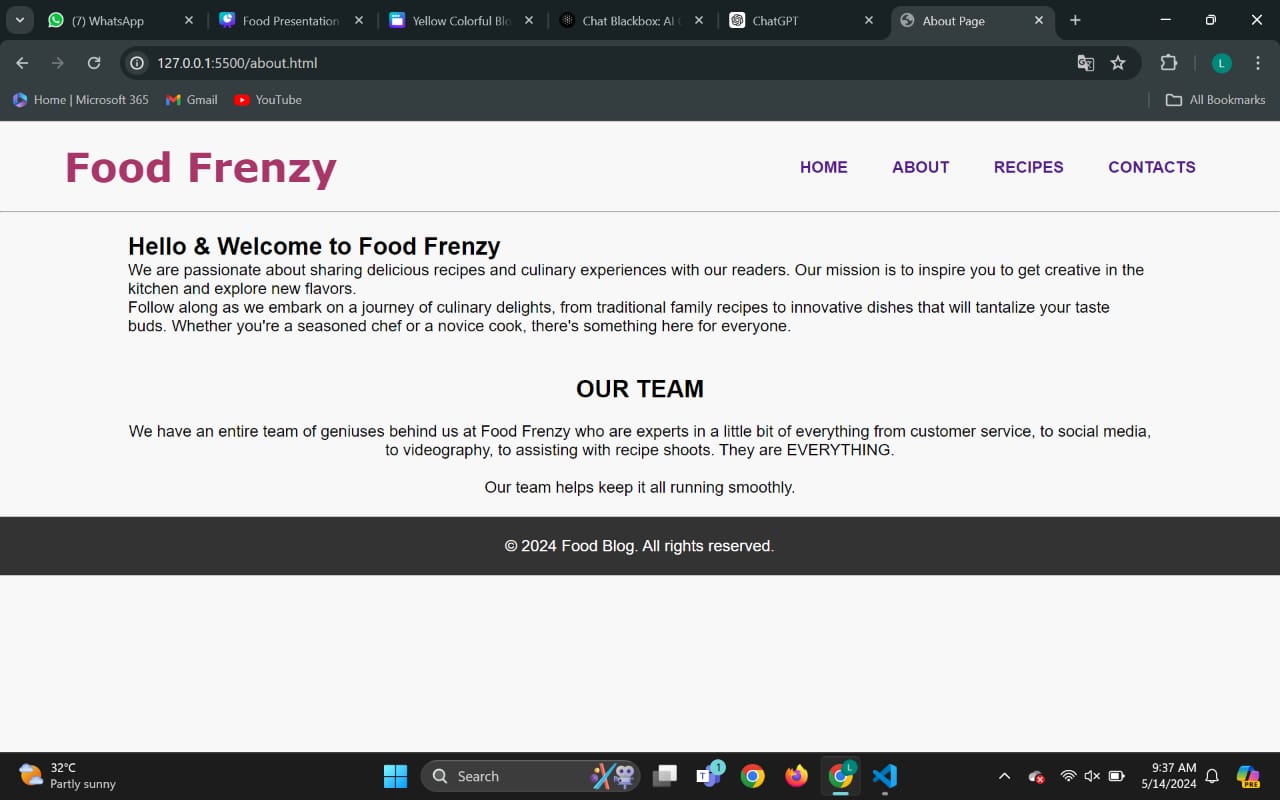 (7) WhatsApp
Food Presentation
Yellow Colorful Blo
Chat Blackbox: AI
ChatGPT
About Page
127.0.0.1:5500/about.html
L
Home | Microsoft 365
Gmail
YouTube
All Bookmarks
Food Frenzy
HOME
ABOUT
RECIPES
CONTACTS
Hello & Welcome to Food Frenzy
We are passionate about sharing delicious recipes and culinary experiences with our readers. Our mission is to inspire you to get creative in the
kitchen and explore new flavors.
Follow along as we embark on a journey of culinary delights, from traditional family recipes to innovative dishes that will tantalize your taste
buds. Whether you're a seasoned chef or a novice cook, there's something here for everyone.
OUR TEAM
We have an entire team of geniuses behind us at Food Frenzy who are experts in a little bit of everything from customer service, to social media,
to videography, to assisting with recipe shoots. They are EVERYTHING.
Our team helps keep it all running smoothly.
© 2024 Food Blog. All rights reserved.
32°C
Partly sunny
Search
T
1
L
9:37 AM
5/14/2024
PRE